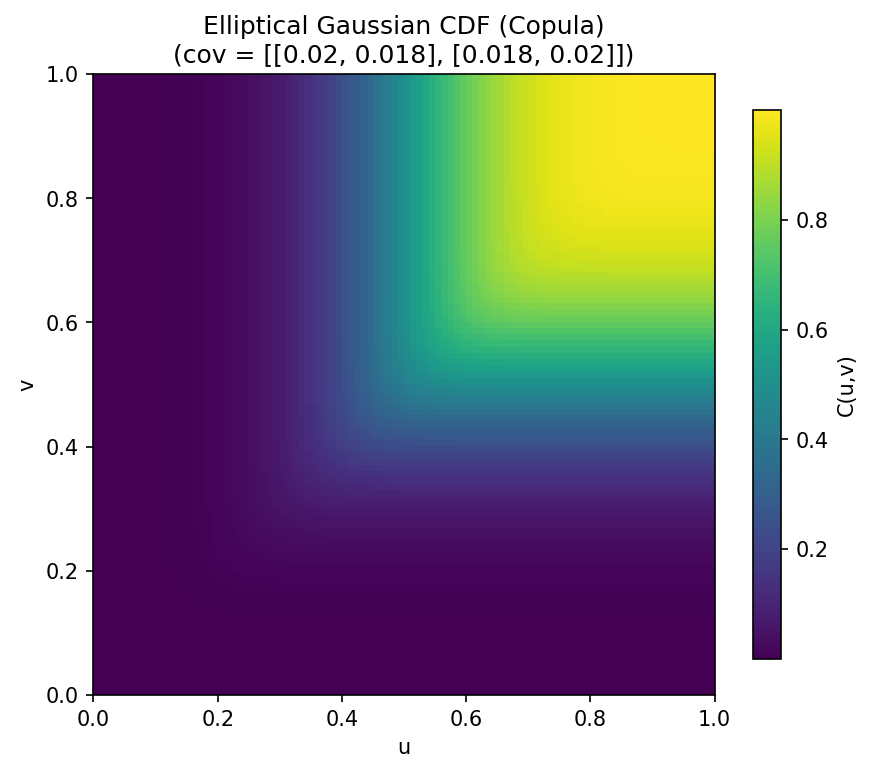 Elliptical Gaussian CDF (Copula)
(cov = [[0.02, 0.018], [0.018, 0.02]])
1.0
0.8
0.6
0.4
0.2
0.0
v
0.0 0.2 0.4 0.6 0.8 1.0
u
0.8
0.6
0.4
0.2
C(u,v)